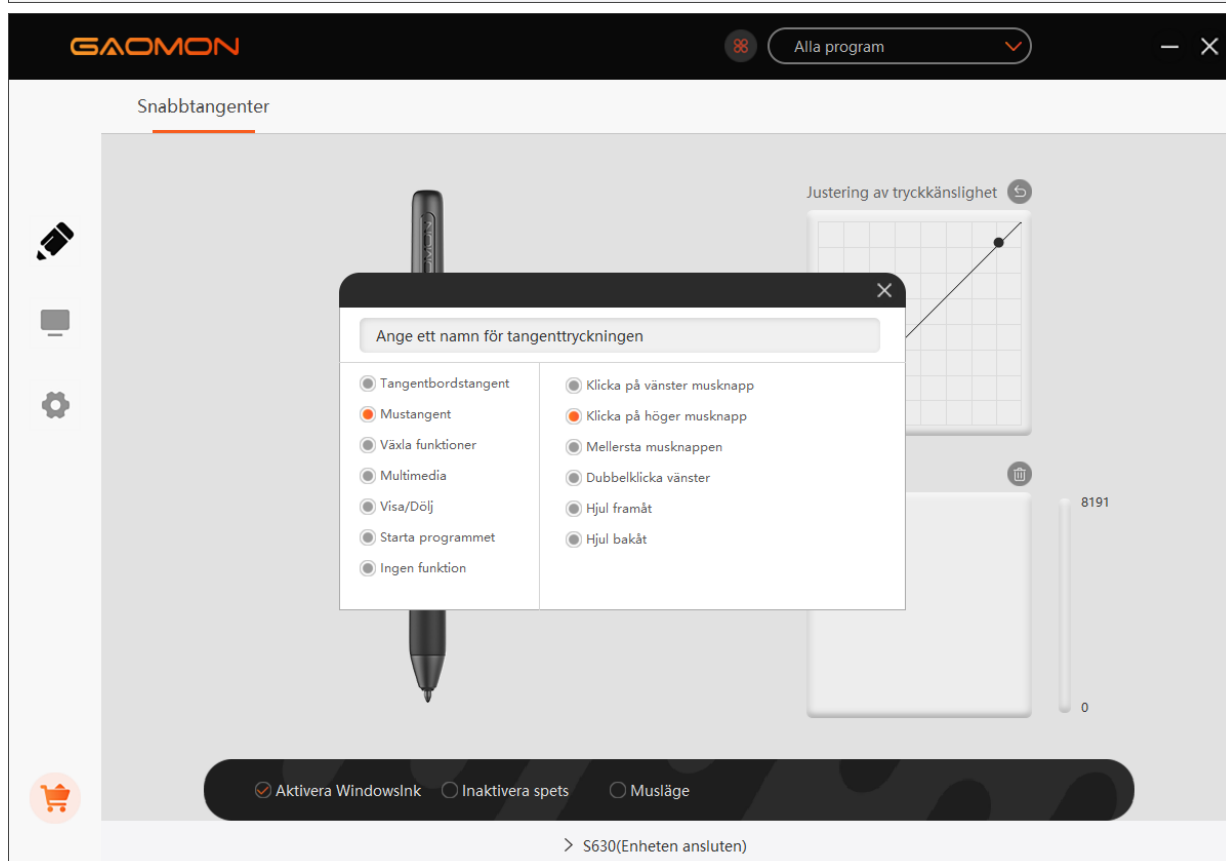 GAOMON
Alla program
Snabbtangenter
Justering av tryckkänslighet
GAOMON
Ange ett namn för tangenttryckningen
Tangentbordstangent
Mustangent
Växla funktioner
Multimedia
Visa/Dölj
Starta programmet
Ingen funktion
Klicka på vänster musknapp
Klicka på höger musknapp
Mellersta musknappen
Dubbelklicka vänster
Hjul framåt
Hjul bakåt
8191
0
Aktivera WindowsInk
Inaktivera spets
Musläge
S630(Enheten ansluten)